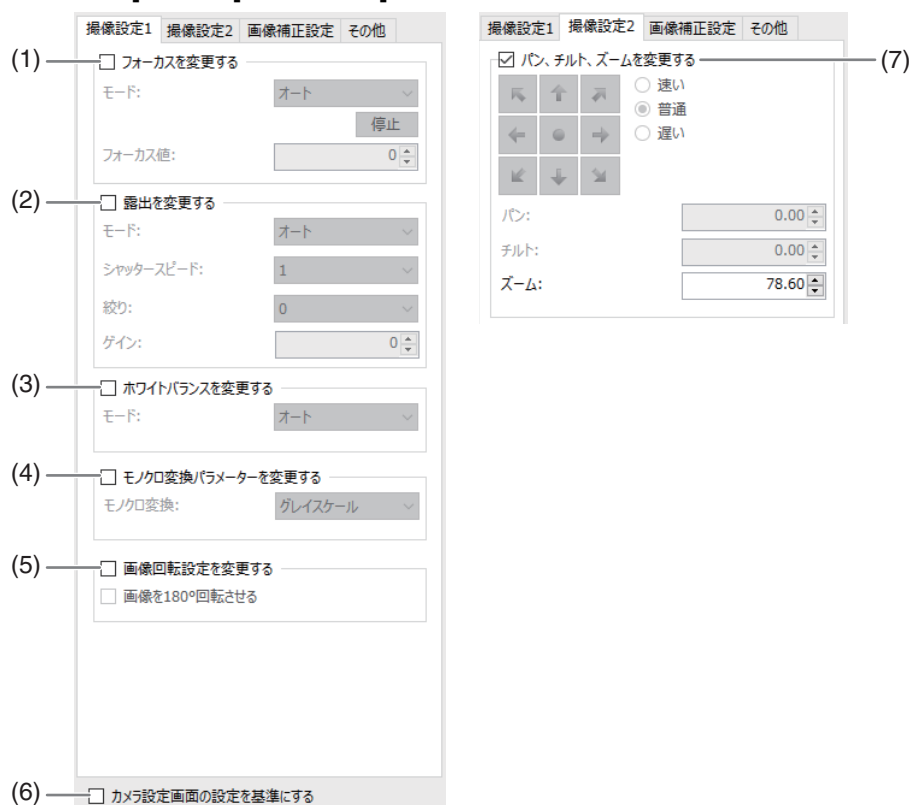 撮像設定1 撮像設定2 画像補正設定 その他
(1) フォーカスを変更する
モード: オート
停止
フォーカス値: 0
(2) 露出を変更する
モード: オート
シャッタースピード: 1
絞り: 0
ゲイン: 0
(3) ホワイトバランスを変更する
モード: オート
(4) モノクロ変換パラメーターを変更する
モノクロ変換: グレイスケール
(5) 画像回転設定を変更する
画像を180º回転させる
(6) カメラ設定画面の設定を基準にする
撮像設定1 撮像設定2 画像補正設定 その他
パン、チルト、ズームを変更する (7)
速い
普通
遅い
パン: 0.00
チルト: 0.00
ズーム: 78.60